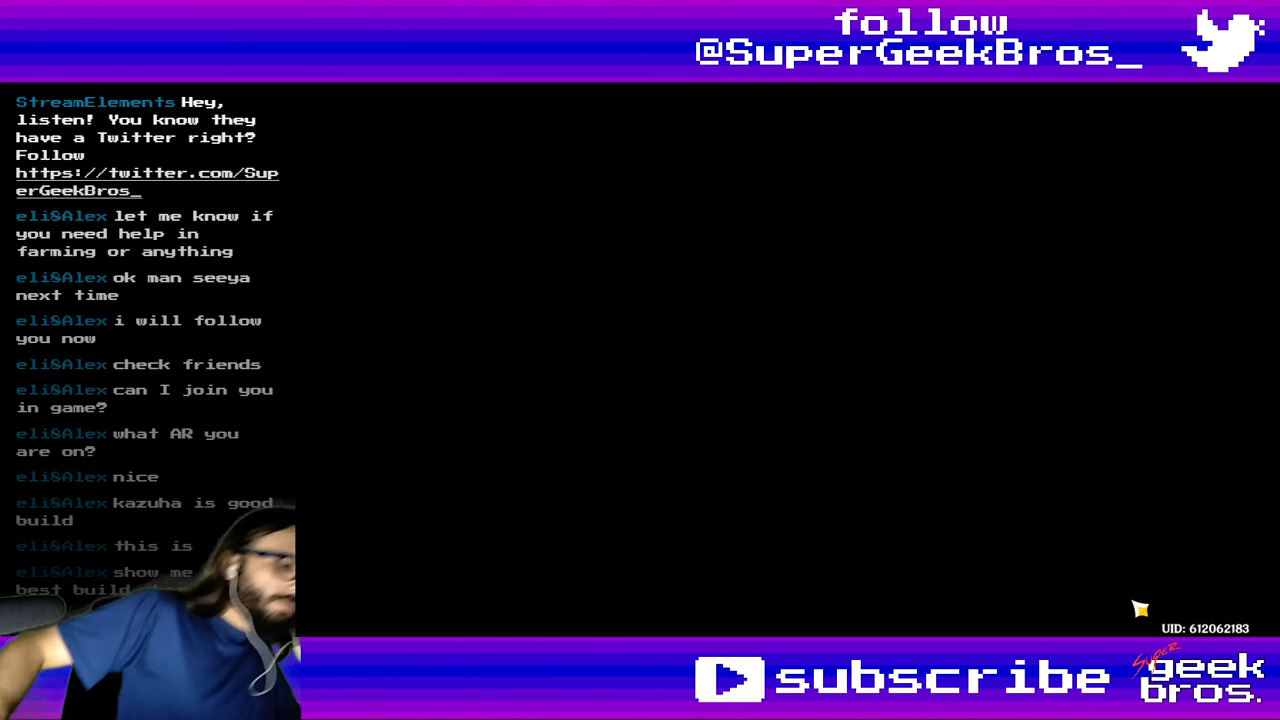 follow
@SuperGeekBros_
StreamElements Hey,
listen! You know they
have a Twitter right?
Follow
https://twitter.com/Sup
erGeekBros_
eli&Alex let me know if
you need help in
farming or anything
eli&Alex ok man seeya
next time
eli&Alex i will follow
you now
eli&Alex check friends
eli&Alex can I join you
in game?
eli&Alex what AR you
are on?
eli&Alex nice
eli&Alex kazuha is good
build
eli&Alex this is
eli&Alex show me
best build
UID: 612062183
subscribe
SUPER
geek
bros.